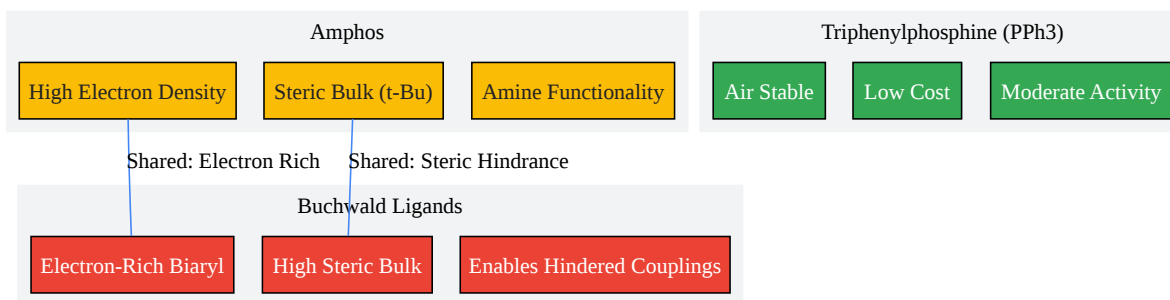 Amphos
High Electron Density
Steric Bulk (t-Bu)
Amine Functionality
Triphenylphosphine (PPh3)
Air Stable
Low Cost
Moderate Activity
Shared: Electron Rich
Shared: Steric Hindrance
Buchwald Ligands
Electron-Rich Biaryl
High Steric Bulk
Enables Hindered Couplings